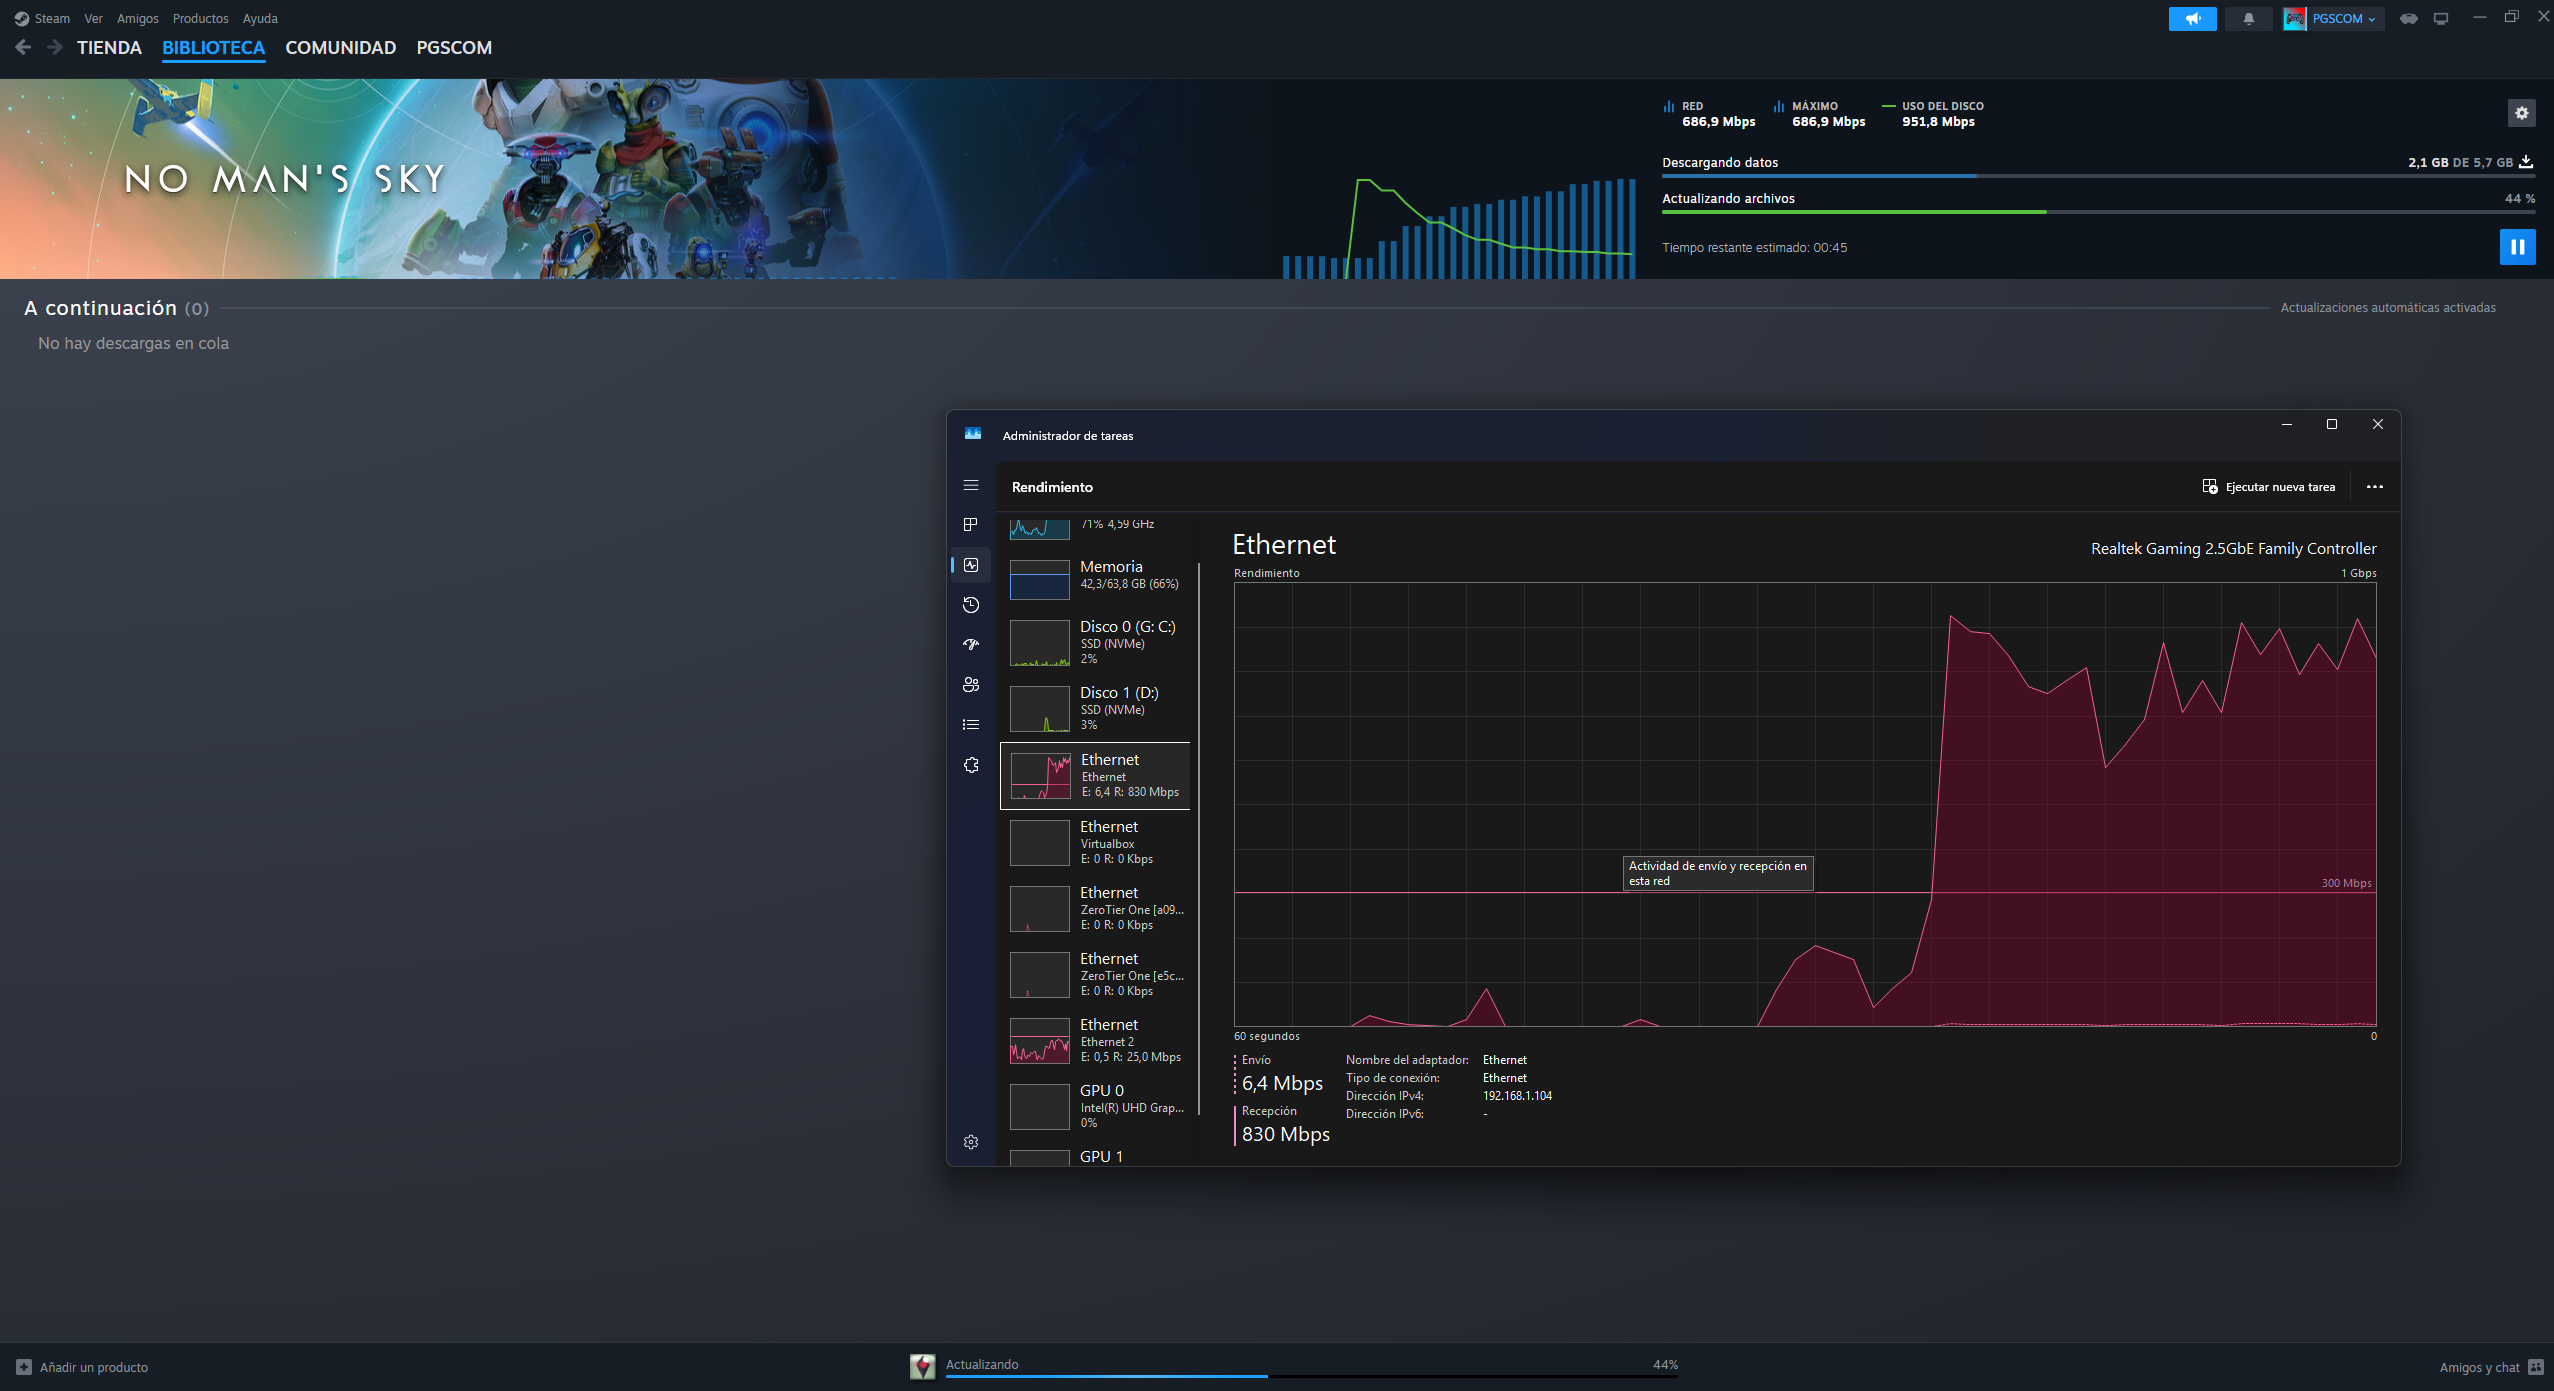 Steam Ver Amigos Productos Ayuda
PGSCOM
TIENDA BIBLIOTECA COMUNIDAD PGSCOM
NO MAN'S SKY
RED MÁXIMO USO DEL DISCO
686,9 Mbps 686,9 Mbps 951,8 Mbps
Descargando datos 2,1 GB DE 5,7 GB
Actualizando archivos 44 %
Tiempo restante estimado: 00:45
A continuación (0)
Actualizaciones automáticas activadas
No hay descargas en cola
Administrador de tareas
Rendimiento
Ejecutar nueva tarea
71% 4,59 GHz
Memoria
42,3/63,8 GB (66%)
Disco 0 (G: C:)
SSD (NVMe)
2%
Disco 1 (D:)
SSD (NVMe)
3%
Ethernet
Ethernet
E: 6,4 R: 830 Mbps
Ethernet
Virtualbox
E: 0 R: 0 Kbps
Ethernet
ZeroTier One [a09...
E: 0 R: 0 Kbps
Ethernet
ZeroTier One [e5c...
E: 0 R: 0 Kbps
Ethernet
Ethernet 2
E: 0,5 R: 25,0 Mbps
GPU 0
Intel(R) UHD Grap...
0%
GPU 1
Ethernet
Realtek Gaming 2.5GbE Family Controller
Rendimiento
1 Gbps
Actividad de envío y recepción en
esta red
300 Mbps
60 segundos
0
Envío
6,4 Mbps
Recepción
830 Mbps
Nombre del adaptador: Ethernet
Tipo de conexión: Ethernet
Dirección IPv4: 192.168.1.104
Dirección IPv6: -
Añadir un producto
Actualizando 44%
Amigos y chat